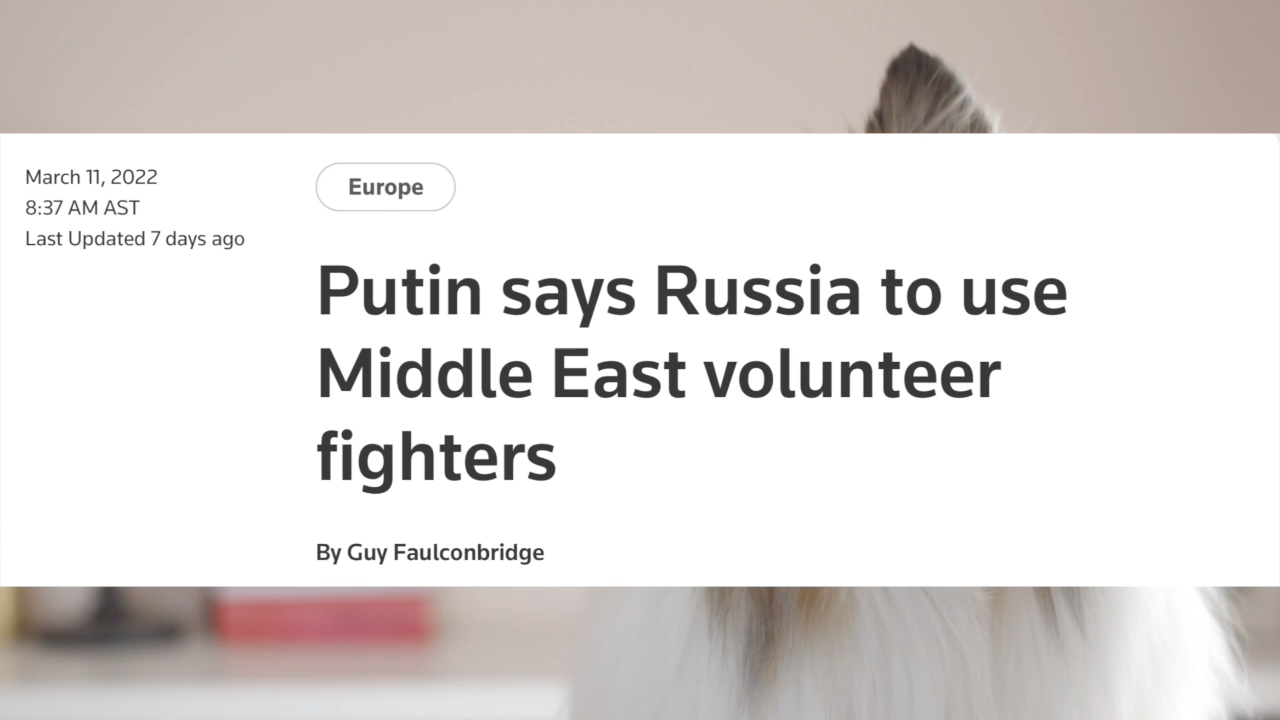 March 11, 2022
8:37 AM AST
Last Updated 7 days ago
Europe
Putin says Russia to use
Middle East volunteer
fighters
By Guy Faulconbridge